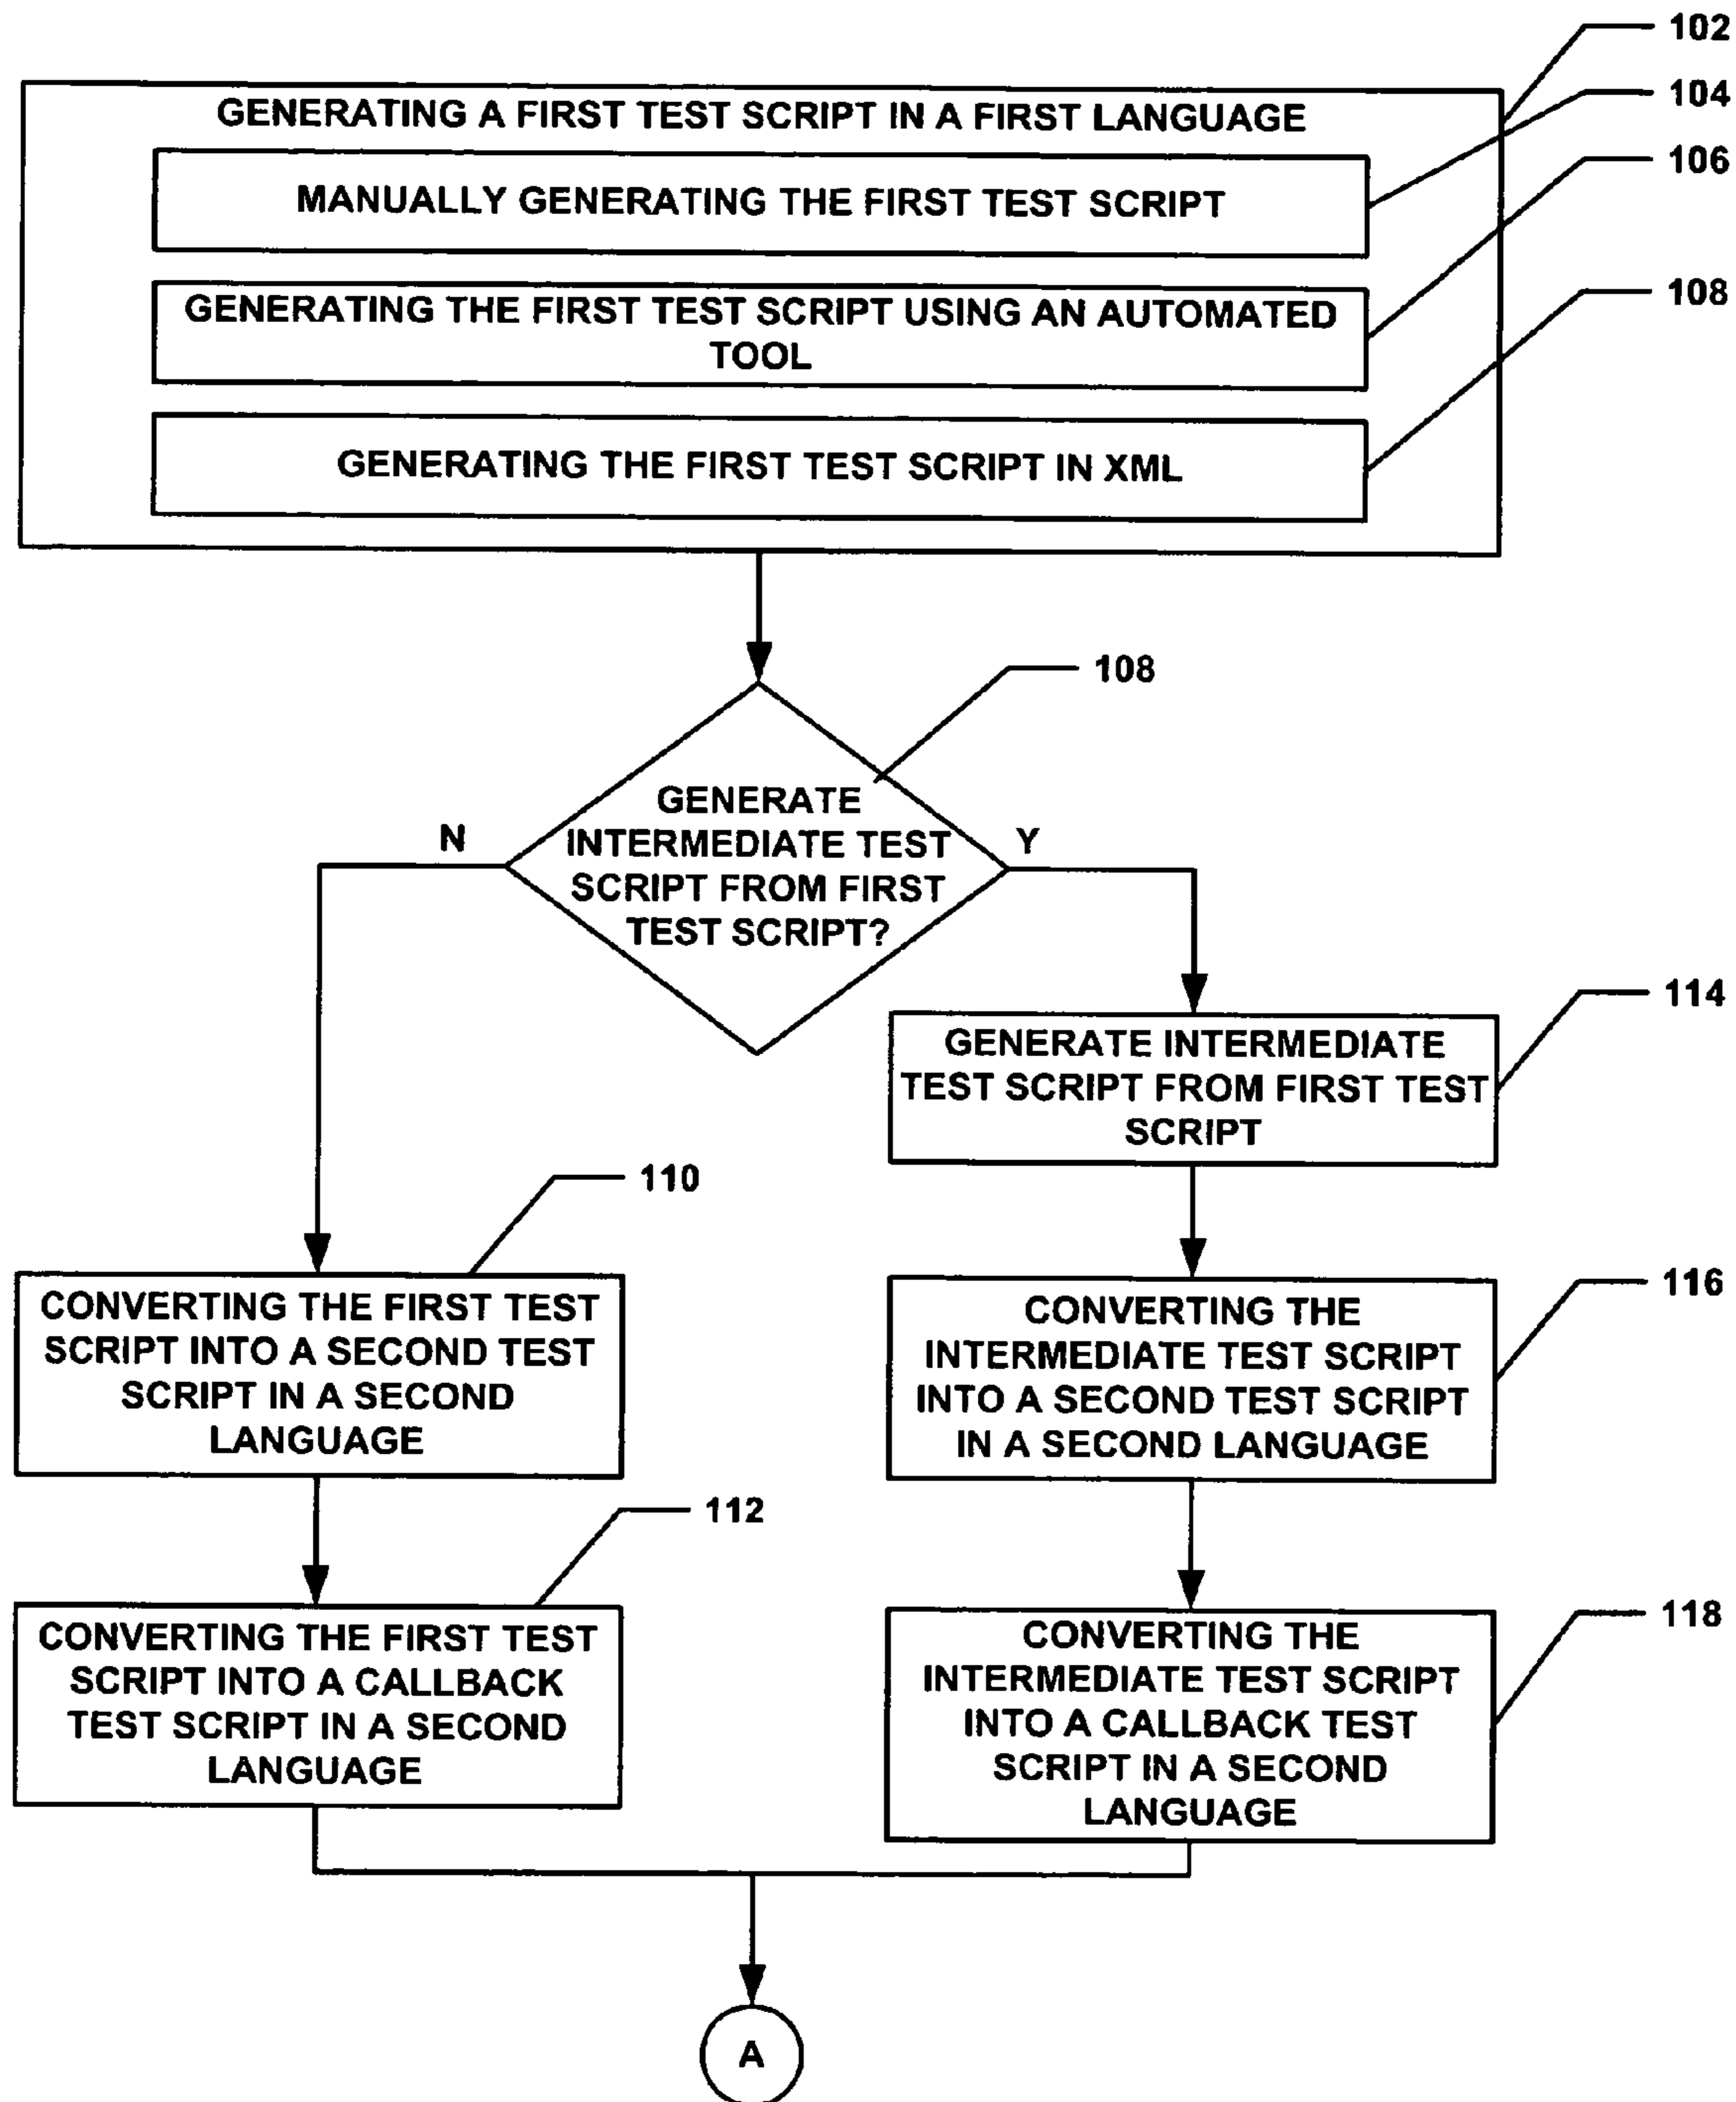 102
GENERATING A FIRST TEST SCRIPT IN A FIRST LANGUAGE
104
MANUALLY GENERATING THE FIRST TEST SCRIPT
106
GENERATING THE FIRST TEST SCRIPT USING AN AUTOMATED
TOOL
108
GENERATING THE FIRST TEST SCRIPT IN XML
108
GENERATE
INTERMEDIATE TEST
SCRIPT FROM FIRST
TEST SCRIPT?
N
Y
114
GENERATE INTERMEDIATE
TEST SCRIPT FROM FIRST TEST
SCRIPT
110
CONVERTING THE FIRST TEST
SCRIPT INTO A SECOND TEST
SCRIPT IN A SECOND
LANGUAGE
116
CONVERTING THE
INTERMEDIATE TEST SCRIPT
INTO A SECOND TEST SCRIPT
IN A SECOND LANGUAGE
112
CONVERTING THE FIRST TEST
SCRIPT INTO A CALLBACK
TEST SCRIPT IN A SECOND
LANGUAGE
118
CONVERTING THE
INTERMEDIATE TEST SCRIPT
INTO A CALLBACK TEST
SCRIPT IN A SECOND
LANGUAGE
A